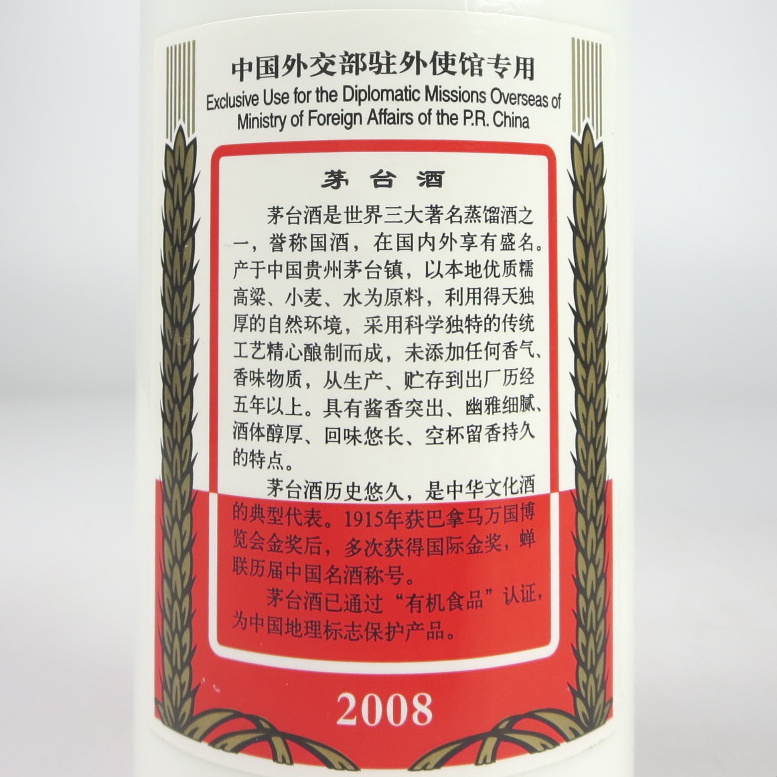 中国外交部驻外使馆专用
Exclusive Use for the Diplomatic Missions Overseas of
Ministry of Foreign Affairs of the P.R. China
茅台酒
茅台酒是世界三大著名蒸馏酒之
一，誉称国酒，在国内外享有盛名。
产于中国贵州茅台镇，以本地优质糯
高粱、小麦、水为原料，利用得天独
厚的自然环境，采用科学独特的传统
工艺精心酿制而成，未添加任何香气、
香味物质，从生产、贮存到出厂历经
五年以上。具有酱香突出、幽雅细腻、
酒体醇厚、回味悠长、空杯留香持久
的特点。
茅台酒历史悠久，是中华文化酒
的典型代表。1915年获巴拿马万国博
览会金奖后，多次获得国际金奖，蝉
联历届中国名酒称号。
茅台酒已通过“有机食品”认证，
为中国地理标志保护产品。
2008